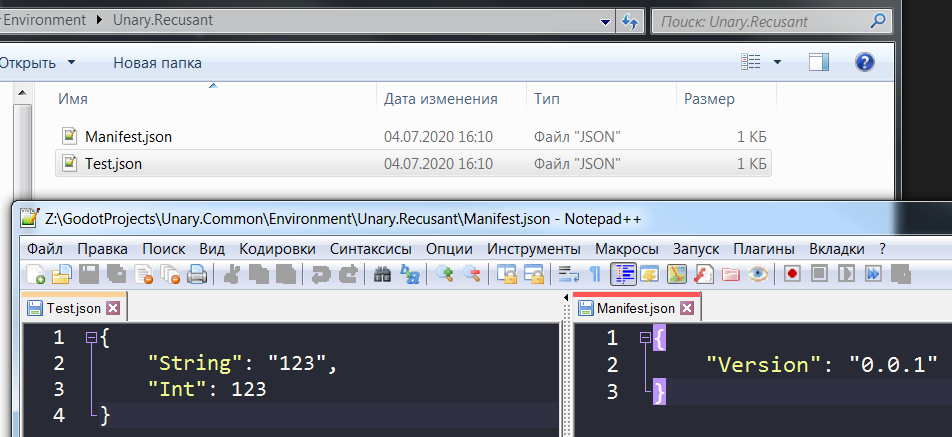 Environment Unary.Recusant Поиск: Unary.Recusant
Открыть Новая папка ?
Имя Дата изменения Тип Размер
Manifest.json 04.07.2020 16:10 Файл "JSON" 1 КБ
Test.json 04.07.2020 16:10 Файл "JSON" 1 КБ
Z:\GodotProjects\Unary.Common\Environment\Unary.Recusant\Manifest.json - Notepad++
Файл Правка Поиск Вид Кодировки Синтаксисы Опции Инструменты Макросы Запуск Плагины Вкладки ?
Test.json
1 {
2 "String": "123",
3 "Int": 123
4 }
Manifest.json
1 {
2 "Version": "0.0.1"
3 }